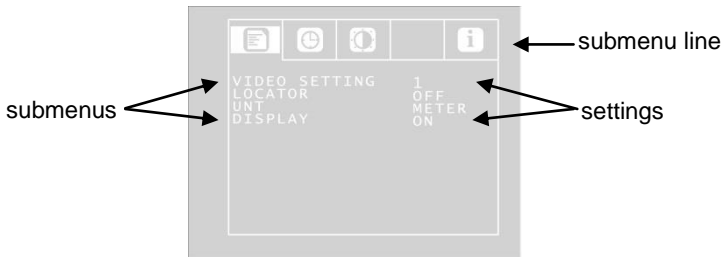 submenu line
VIDEO SETTING 1
LOCATOR OFF
UNT METER
DISPLAY ON
submenus
settings